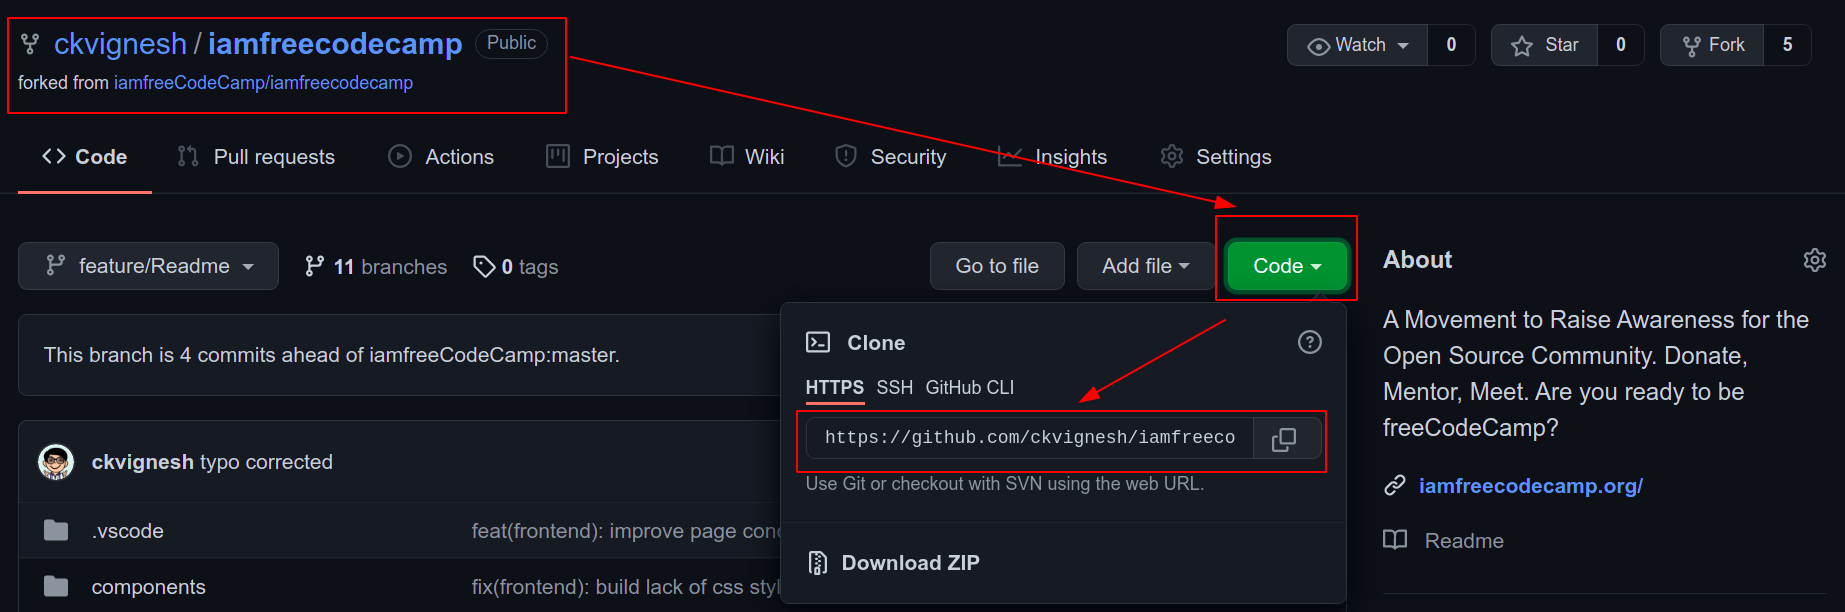 ckvignesh / iamfreecodecamp Public
Watch 0 Star 0 Fork 5
forked from iamfreeCodeCamp/iamfreecodecamp
Code Pull requests Actions Projects Wiki Security Insights Settings
feature/Readme 11 branches 0 tags Go to file Add file Code
This branch is 4 commits ahead of iamfreeCodeCamp:master.
ckvignesh typo corrected
.vscode feat(frontend): improve page
components fix(frontend): build lack of css
Clone
HTTPS SSH GitHub CLI
https://github.com/ckvignesh/iamfreeco
Use Git or checkout with SVN using the web URL.
Download ZIP
About
A Movement to Raise Awareness for the
Open Source Community. Donate,
Mentor, Meet. Are you ready to be
freeCodeCamp?
iamfreecodecamp.org/
Readme